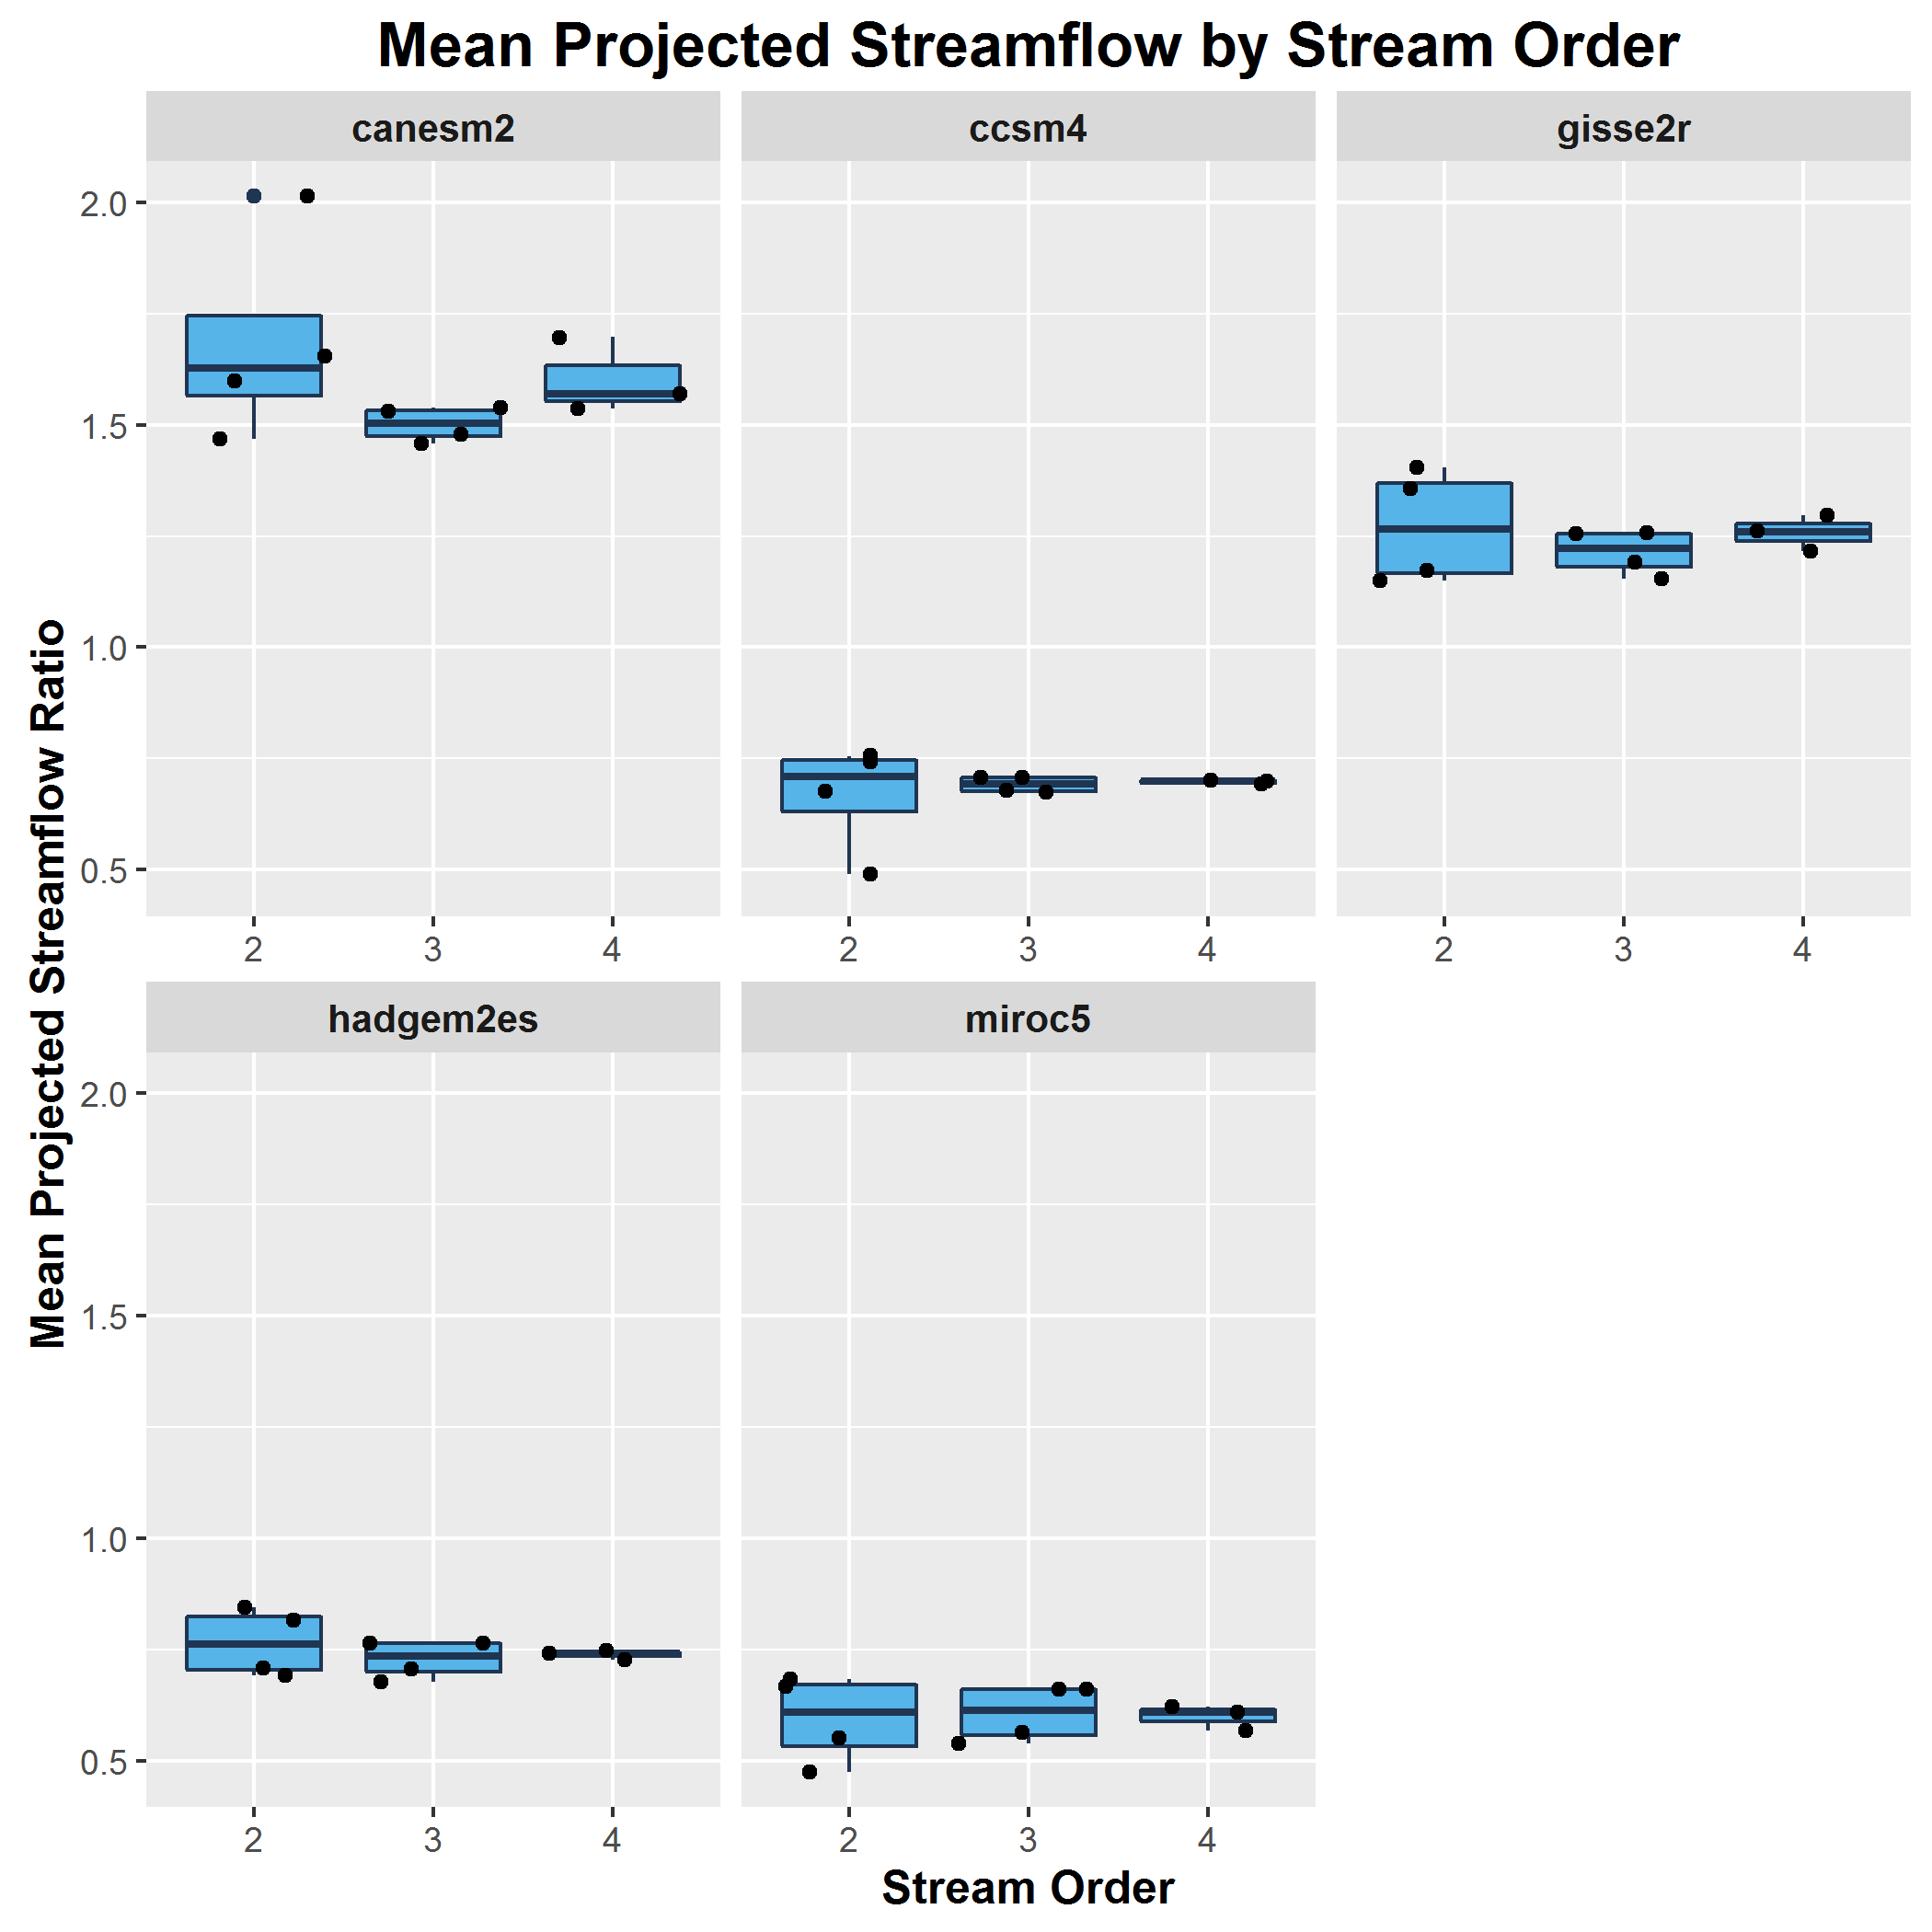 Mean Projected Streamflow by Stream Order
canesm2
ccsm4
gisse2r
2.0
1.5
1.0
0.5
2 3 4
2 3 4
2 3 4
Mean Projected Streamflow Ratio
hadgem2es
miroc5
2.0
1.5
1.0
0.5
2 3 4
2 3 4
Stream Order